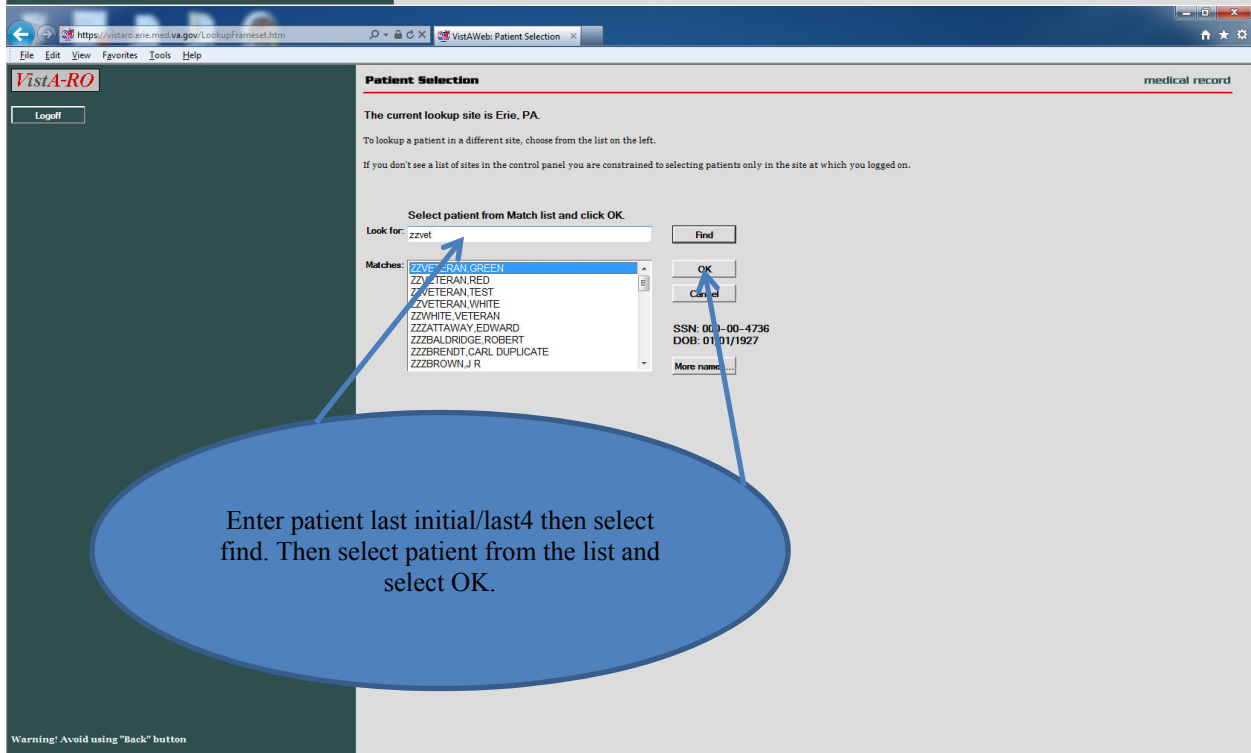 https://vistaro.erie.med.va.gov/LookupFrameset.htm
VistAWeb: Patient Selection
File Edit View Favorites Tools Help
VistA-RO
Logoff
Patient Selection
medical record
The current lookup site is Erie, PA.
To lookup a patient in a different site, choose from the list on the left.
If you don't see a list of sites in the control panel you are constrained to selecting patients only in the site at which you logged on.
Select patient from Match list and click OK.
Look for: zzvet
Find
Matches:
ZZVETERAN,GREEN
ZZVETERAN,RED
ZZVETERAN,TEST
ZZVETERAN,WHITE
ZZWHITE,VETERAN
ZZZATTAWAY,EDWARD
ZZZBALDRIDGE,ROBERT
ZZZBRENDT,CARL DUPLICATE
ZZZBROWN,J R
OK
Cancel
SSN: 000-00-4736
DOB: 01/01/1927
More names...
Enter patient last initial/last4 then select
find. Then select patient from the list and
select OK.
Warning! Avoid using "Back" button